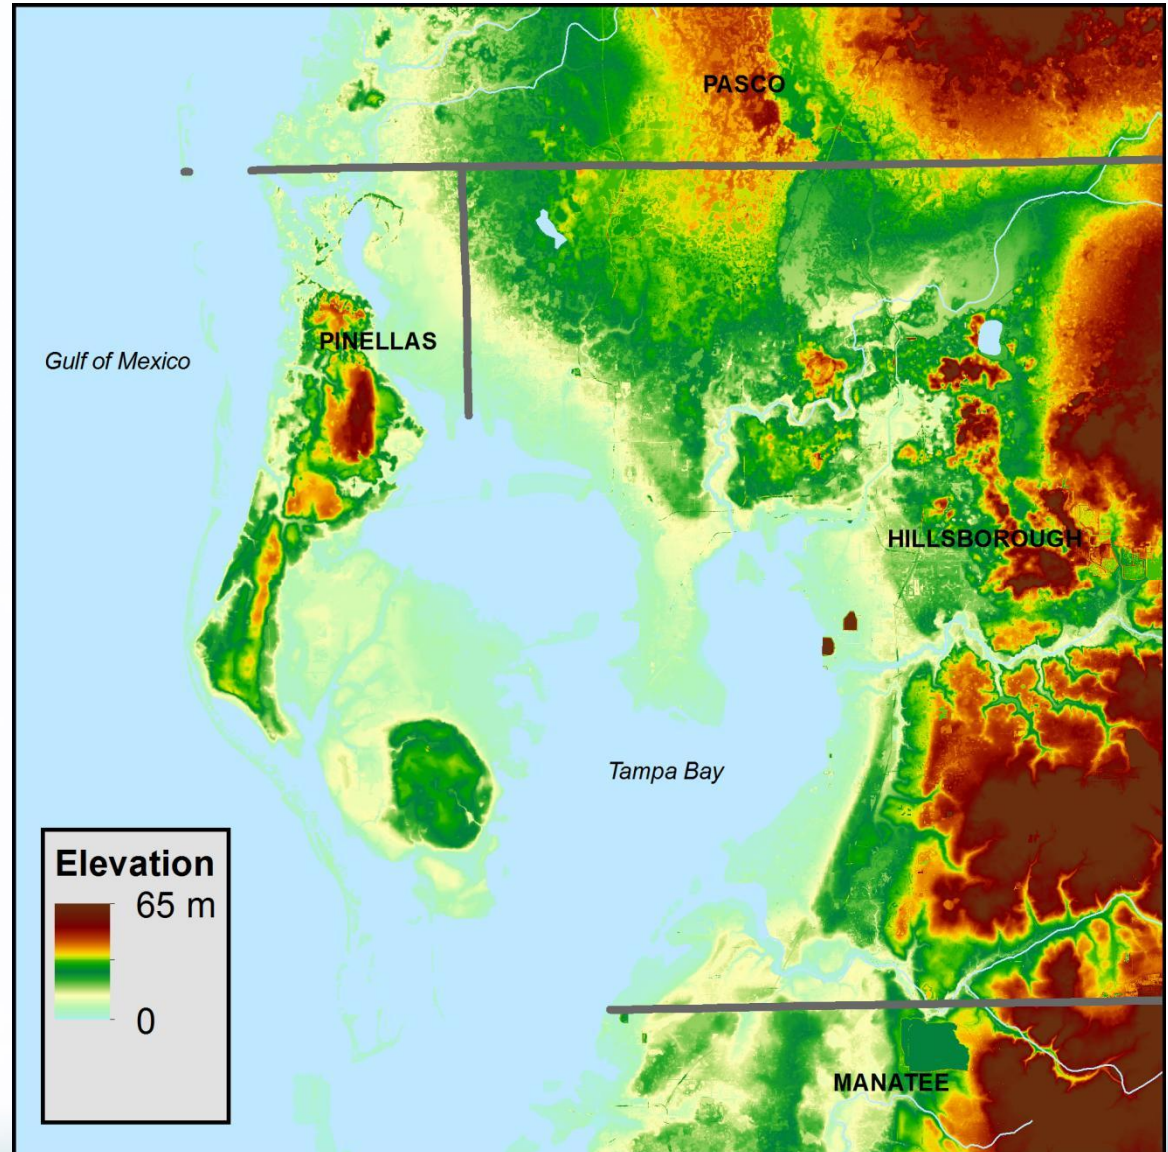 PASCO
PINELLAS
Gulf of Mexico
HILLSBOROUGH
Tampa Bay
Elevation
65 m
0
MANATEE